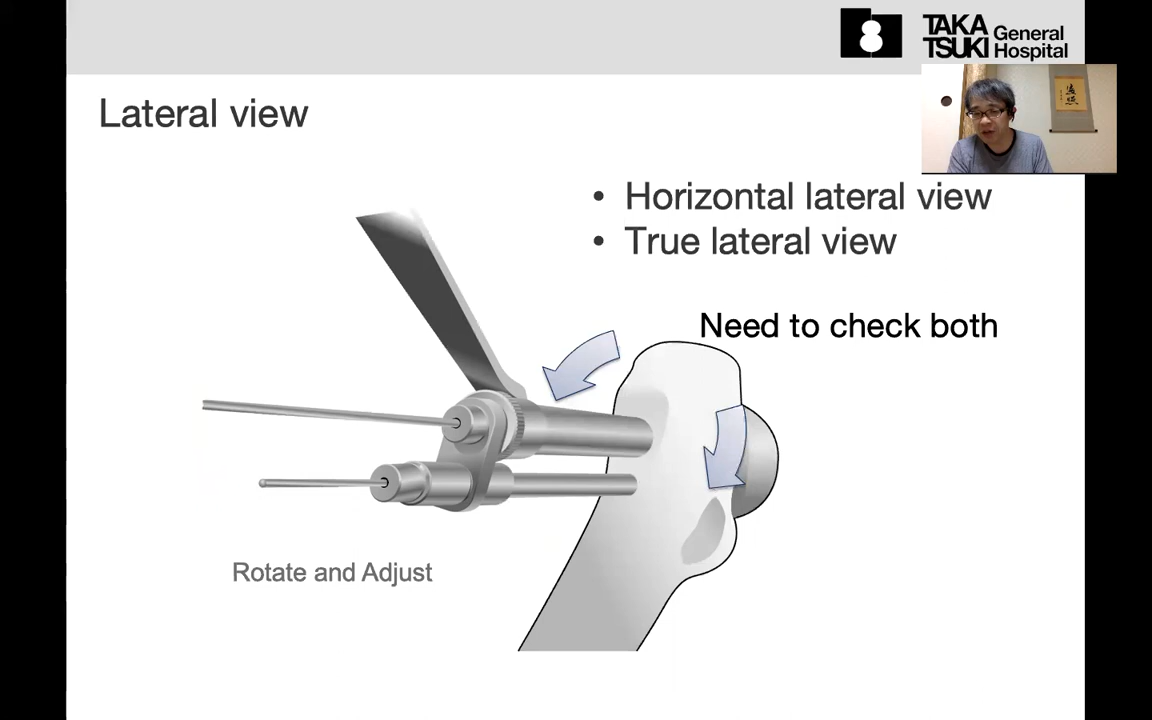 TAKA
TSUKI
General
Hospital
Lateral view
• Horizontal lateral view
• True lateral view
Need to check both
Rotate and Adjust